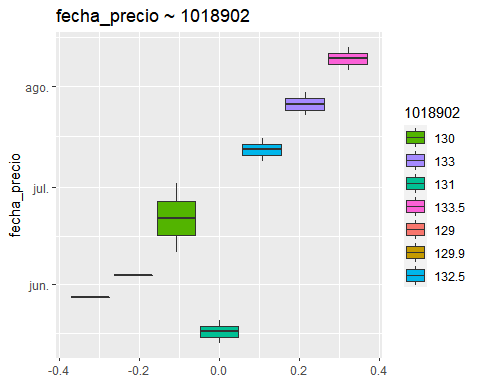 fecha_precio ~ 1018902
fecha_precio
ago.
jul.
jun.
-0.4 -0.2 0.0 0.2 0.4
1018902
130
133
131
133.5
129
129.9
132.5